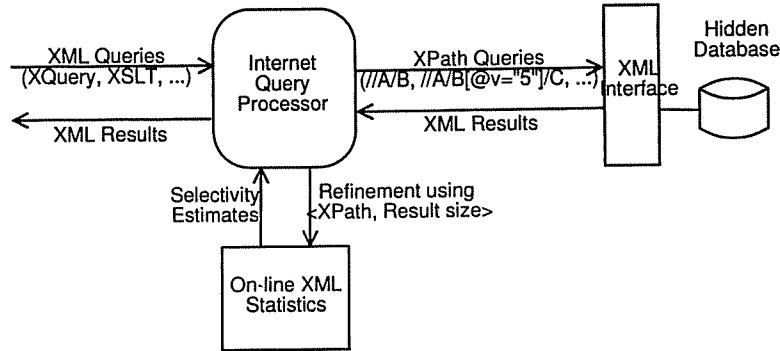 XML Queries
(XQuery, XSLT, ...)
XML Results
Internet
Query
Processor
XPath Queries
(//A/B, //A/B[@v="5"]/C, ...)
XML Results
XML
Interface
Hidden
Database
Selectivity
Estimates
Refinement using
<XPath, Result size>
On-line XML
Statistics